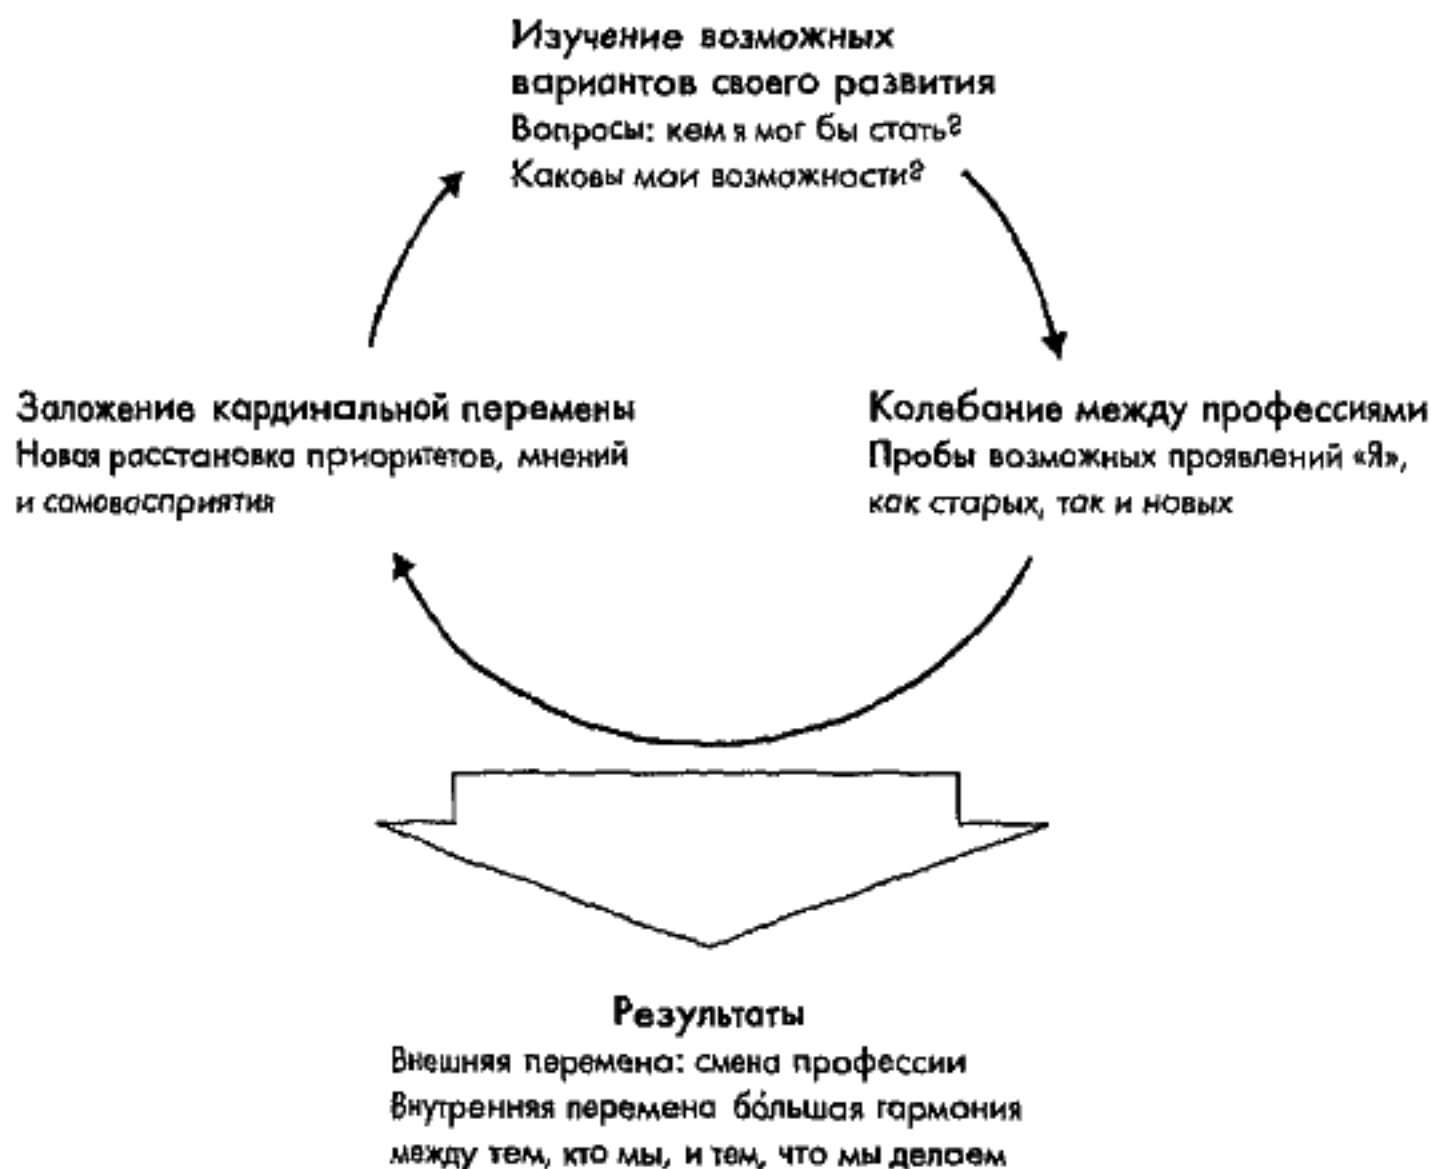 Изучение возможных
вариантов своего развития
Вопросы: кем я мог бы стать?
Каковы мои возможности?
Заложение кардинальной перемены
Новая расстановка приоритетов, мнений
и самовосприятия
Колебание между профессиями
Пробы возможных проявлений «Я»,
как старых, так и новых
Результаты
Внешняя перемена: смена профессии
Внутренняя перемена бо́льшая гармония
между тем, кто мы, и тем, что мы делаем